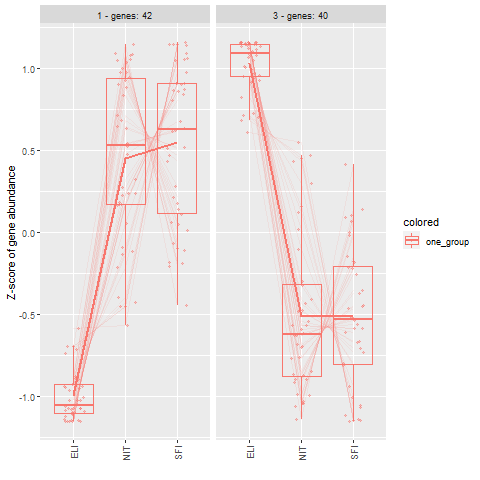 1 - genes: 42
3 - genes: 40
Z-score of gene abundance
1.0
0.5
0.0
-0.5
-1.0
ELI
NIT
SFI
ELI
NIT
SFI
colored
one_group